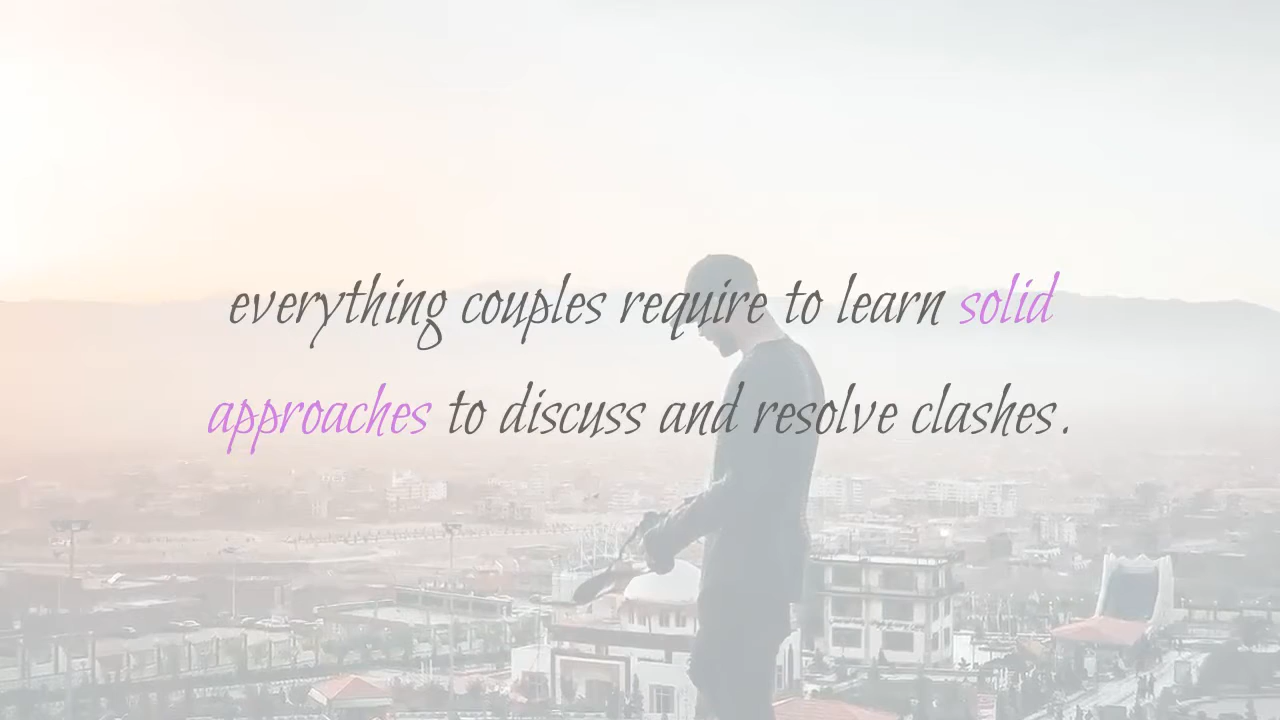 everything couples require to learn solid
approaches to discuss and resolve clashes.